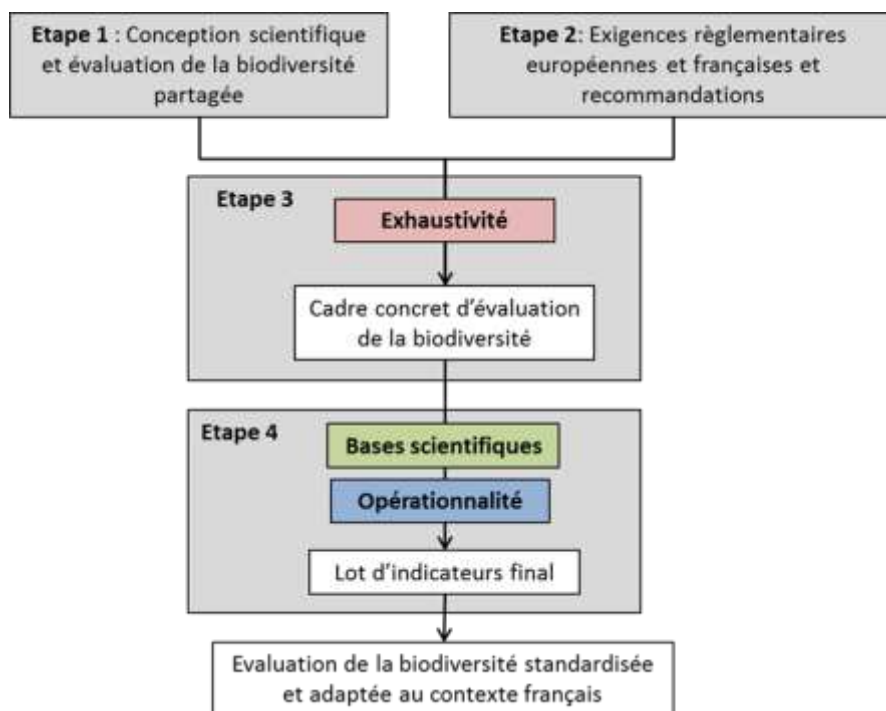 Etape 1 : Conception scientifique
et évaluation de la biodiversité
partagée
Etape 2: Exigences règlementaires
européennes et françaises et
recommandations
Etape 3
Exhaustivité
Cadre concret d'évaluation
de la biodiversité
Etape 4
Bases scientifiques
Opérationnalité
Lot d'indicateurs final
Evaluation de la biodiversité standardisée
et adaptée au contexte français